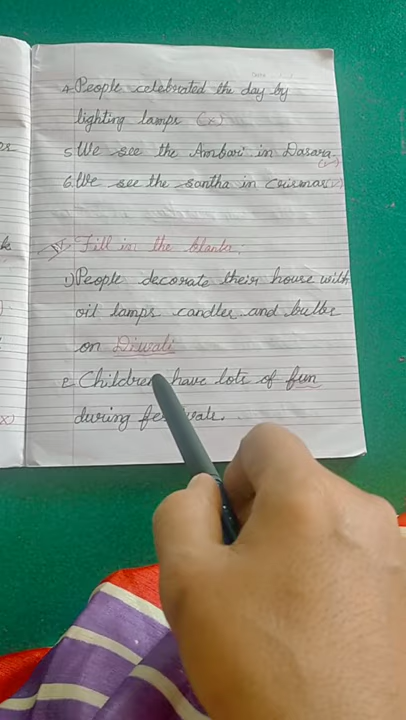 4. People celebrated the day by
lighting lamps (x)
5 We see the Ambari in Dasara
6. We see the santha in Crismas
IV Fill in the blanks:
1) People decorate their house with
oil lamps candles and bulbs
on Diwali
2 Children have lots of fun
during